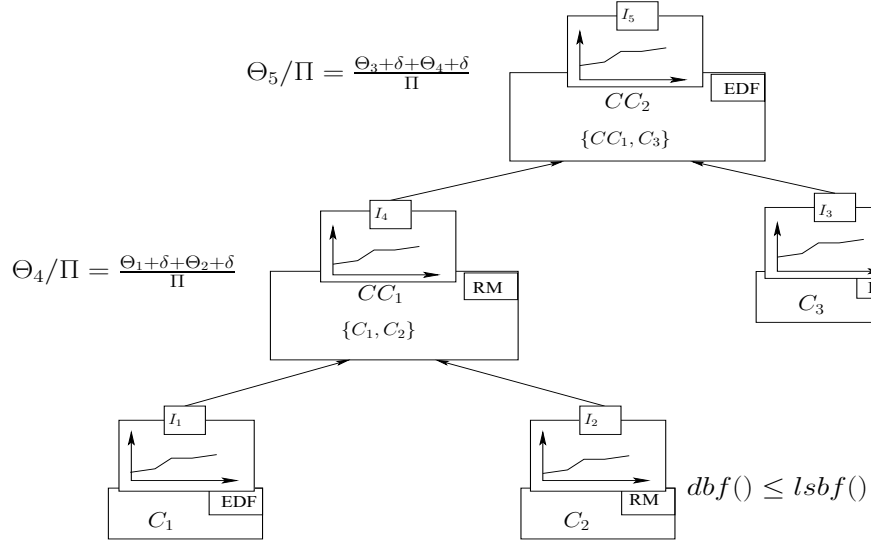 I₅
Θ₅/Π = (Θ₃+δ+Θ₄+δ)/Π
CC₂
EDF
{CC₁, C₃}
I₄
I₃
Θ₄/Π = (Θ₁+δ+Θ₂+δ)/Π
CC₁
RM
C₃
{C₁, C₂}
I₁
I₂
EDF
RM
dbf() ≤ lsbf()
C₁
C₂